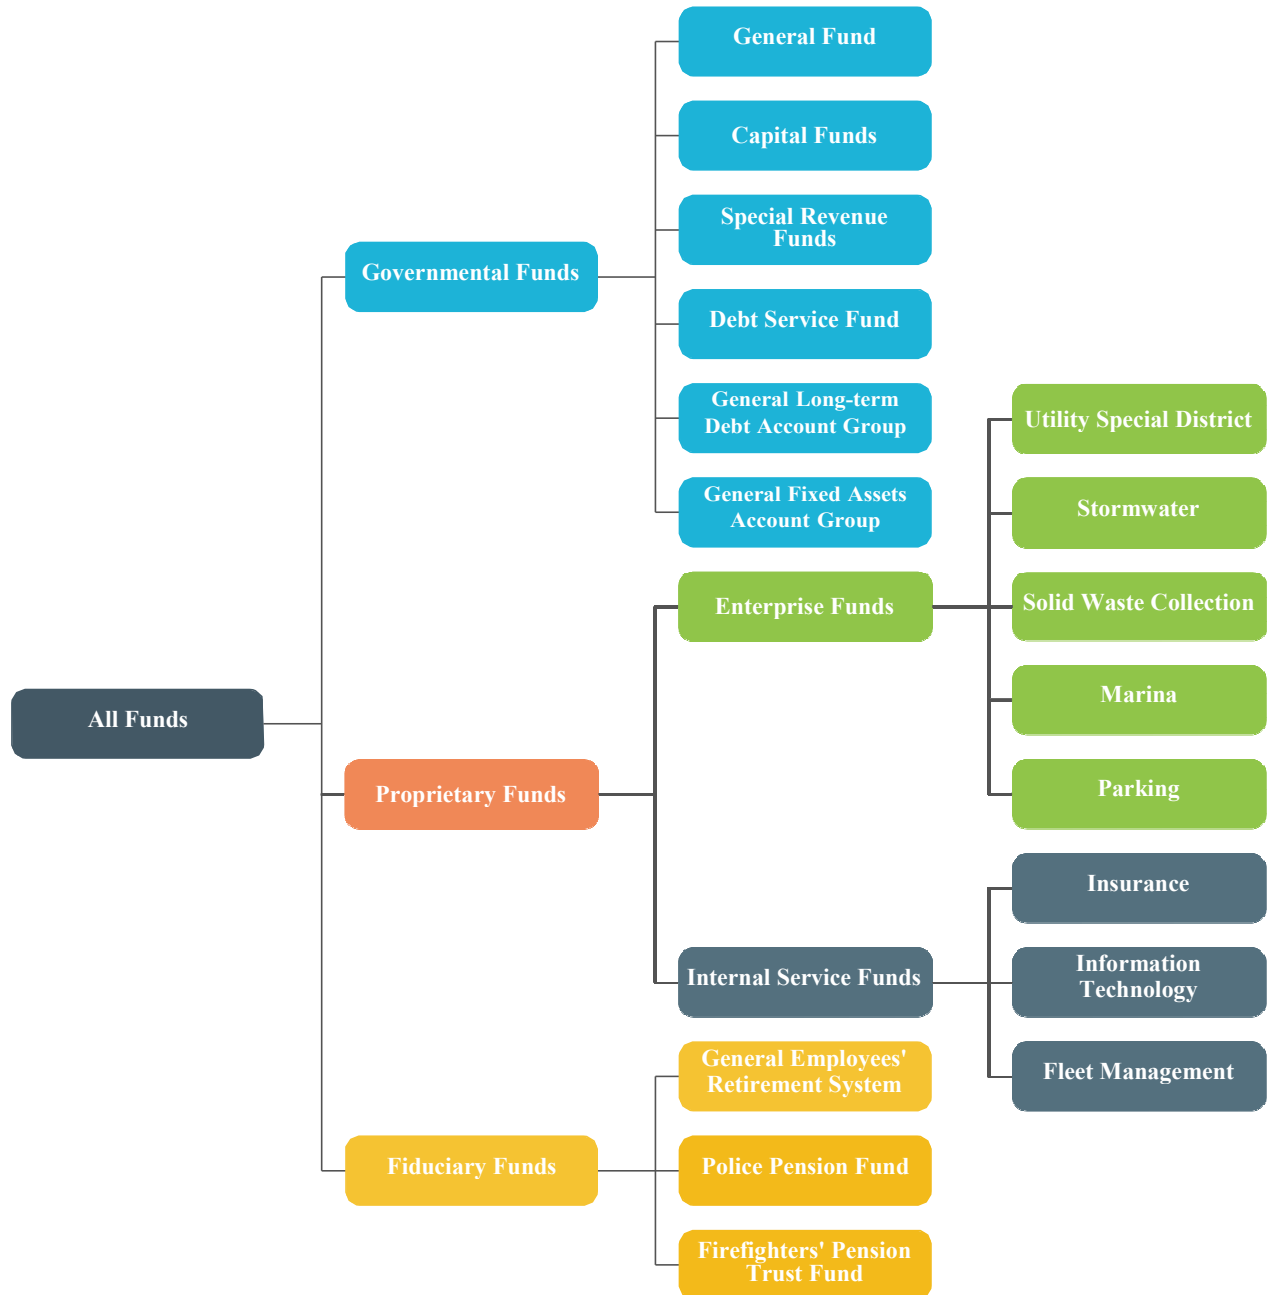 General Fund
Capital Funds
Special Revenue
Funds
Governmental Funds
Debt Service Fund
General Long-term
Debt Account Group
Utility Special District
General Fixed Assets
Account Group
Stormwater
Enterprise Funds
Solid Waste Collection
Marina
All Funds
Proprietary Funds
Parking
Insurance
Internal Service Funds
Information
Technology
General Employees'
Retirement System
Fleet Management
Fiduciary Funds
Police Pension Fund
Firefighters' Pension
Trust Fund